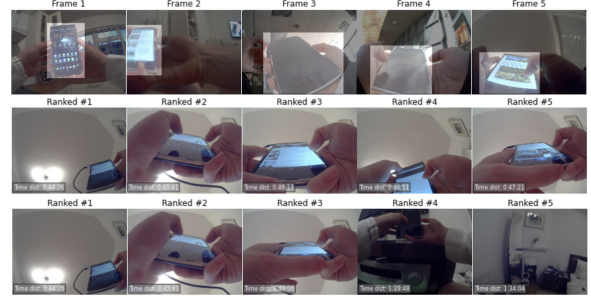 Frame 1 Frame 2 Frame 3 Frame 4 Frame 5
Ranked #1 Ranked #2 Ranked #3 Ranked #4 Ranked #5
Time dist: 0:44:26 Time dist: 0:45:41 Time dist: 0:46:13 Time dist: 0:46:51 Time dist: 0:47:21
Ranked #1 Ranked #2 Ranked #3 Ranked #4 Ranked #5
Time dist: 0:44:26 Time dist: 0:45:41 Time dist: Time dist: 1:29:48 Time dist: 1:34:04